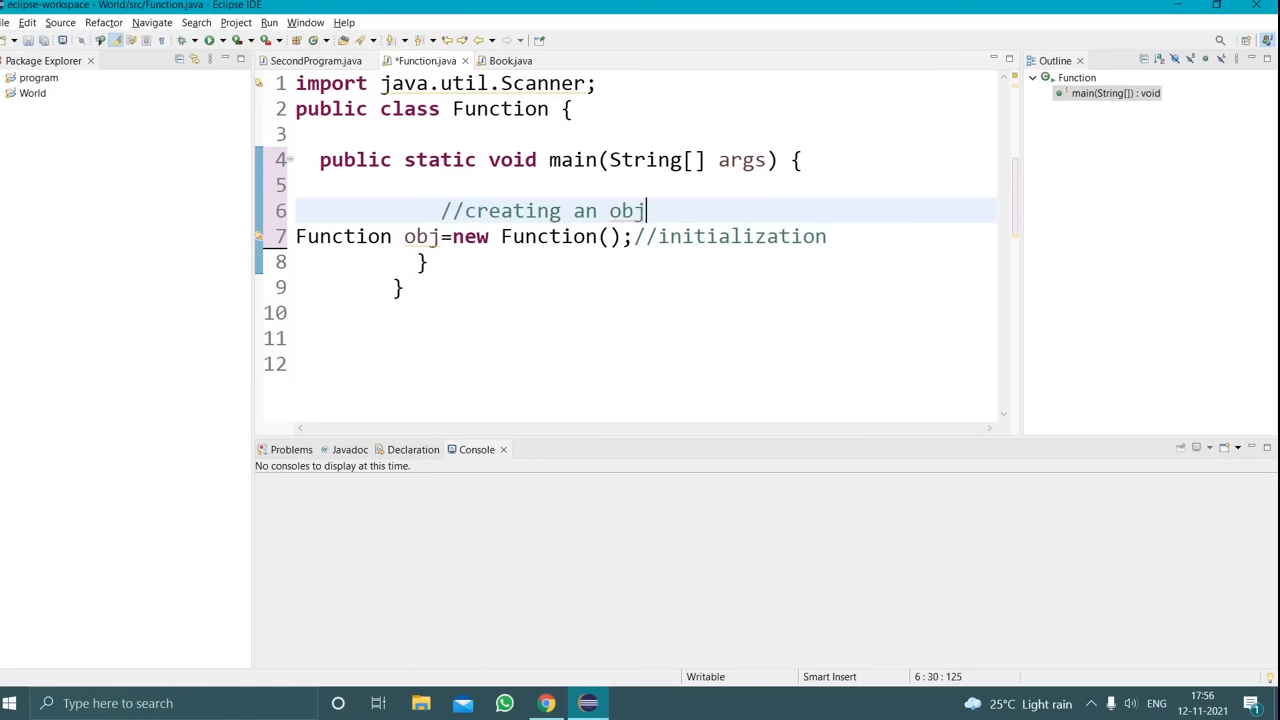 eclipse-workspace - World/src/Function.java - Eclipse IDE
ile Edit Source Refactor Navigate Search Project Run Window Help
Package Explorer
program
World
SecondProgram.java *Function.java Book.java
1 import java.util.Scanner;
2 public class Function {
3
4 public static void main(String[] args) {
5
6 //creating an obj
7 Function obj=new Function();//initialization
8 }
9 }
10
11
12
Outline
Function
main(String[]) : void
Problems Javadoc Declaration Console
No consoles to display at this time.
Writable Smart Insert 6 : 30 : 125
Type here to search 25°C Light rain ENG 17:56
12-11-2021 1